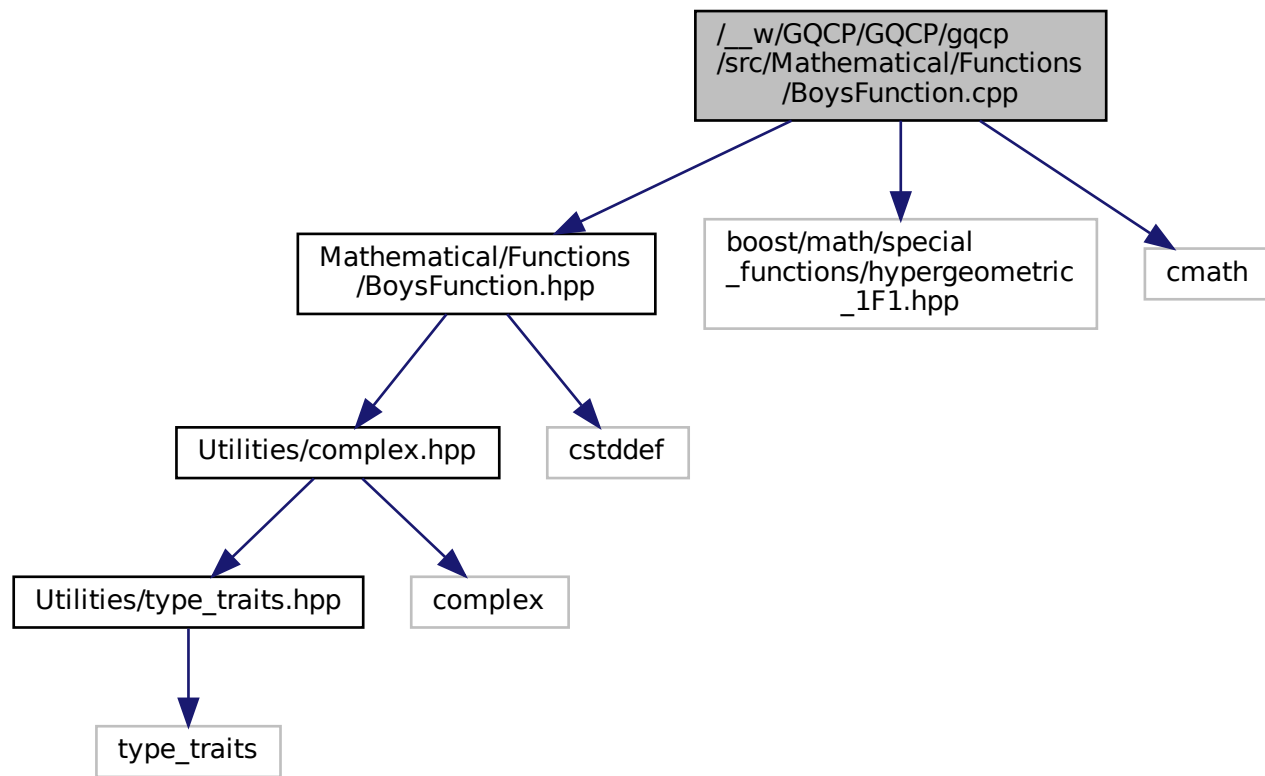 /__w/GQCP/GQCP/gqcp
/src/Mathematical/Functions
/BoysFunction.cpp
Mathematical/Functions
/BoysFunction.hpp
boost/math/special
_functions/hypergeometric
_1F1.hpp
cmath
Utilities/complex.hpp
cstddef
Utilities/type_traits.hpp
complex
type_traits